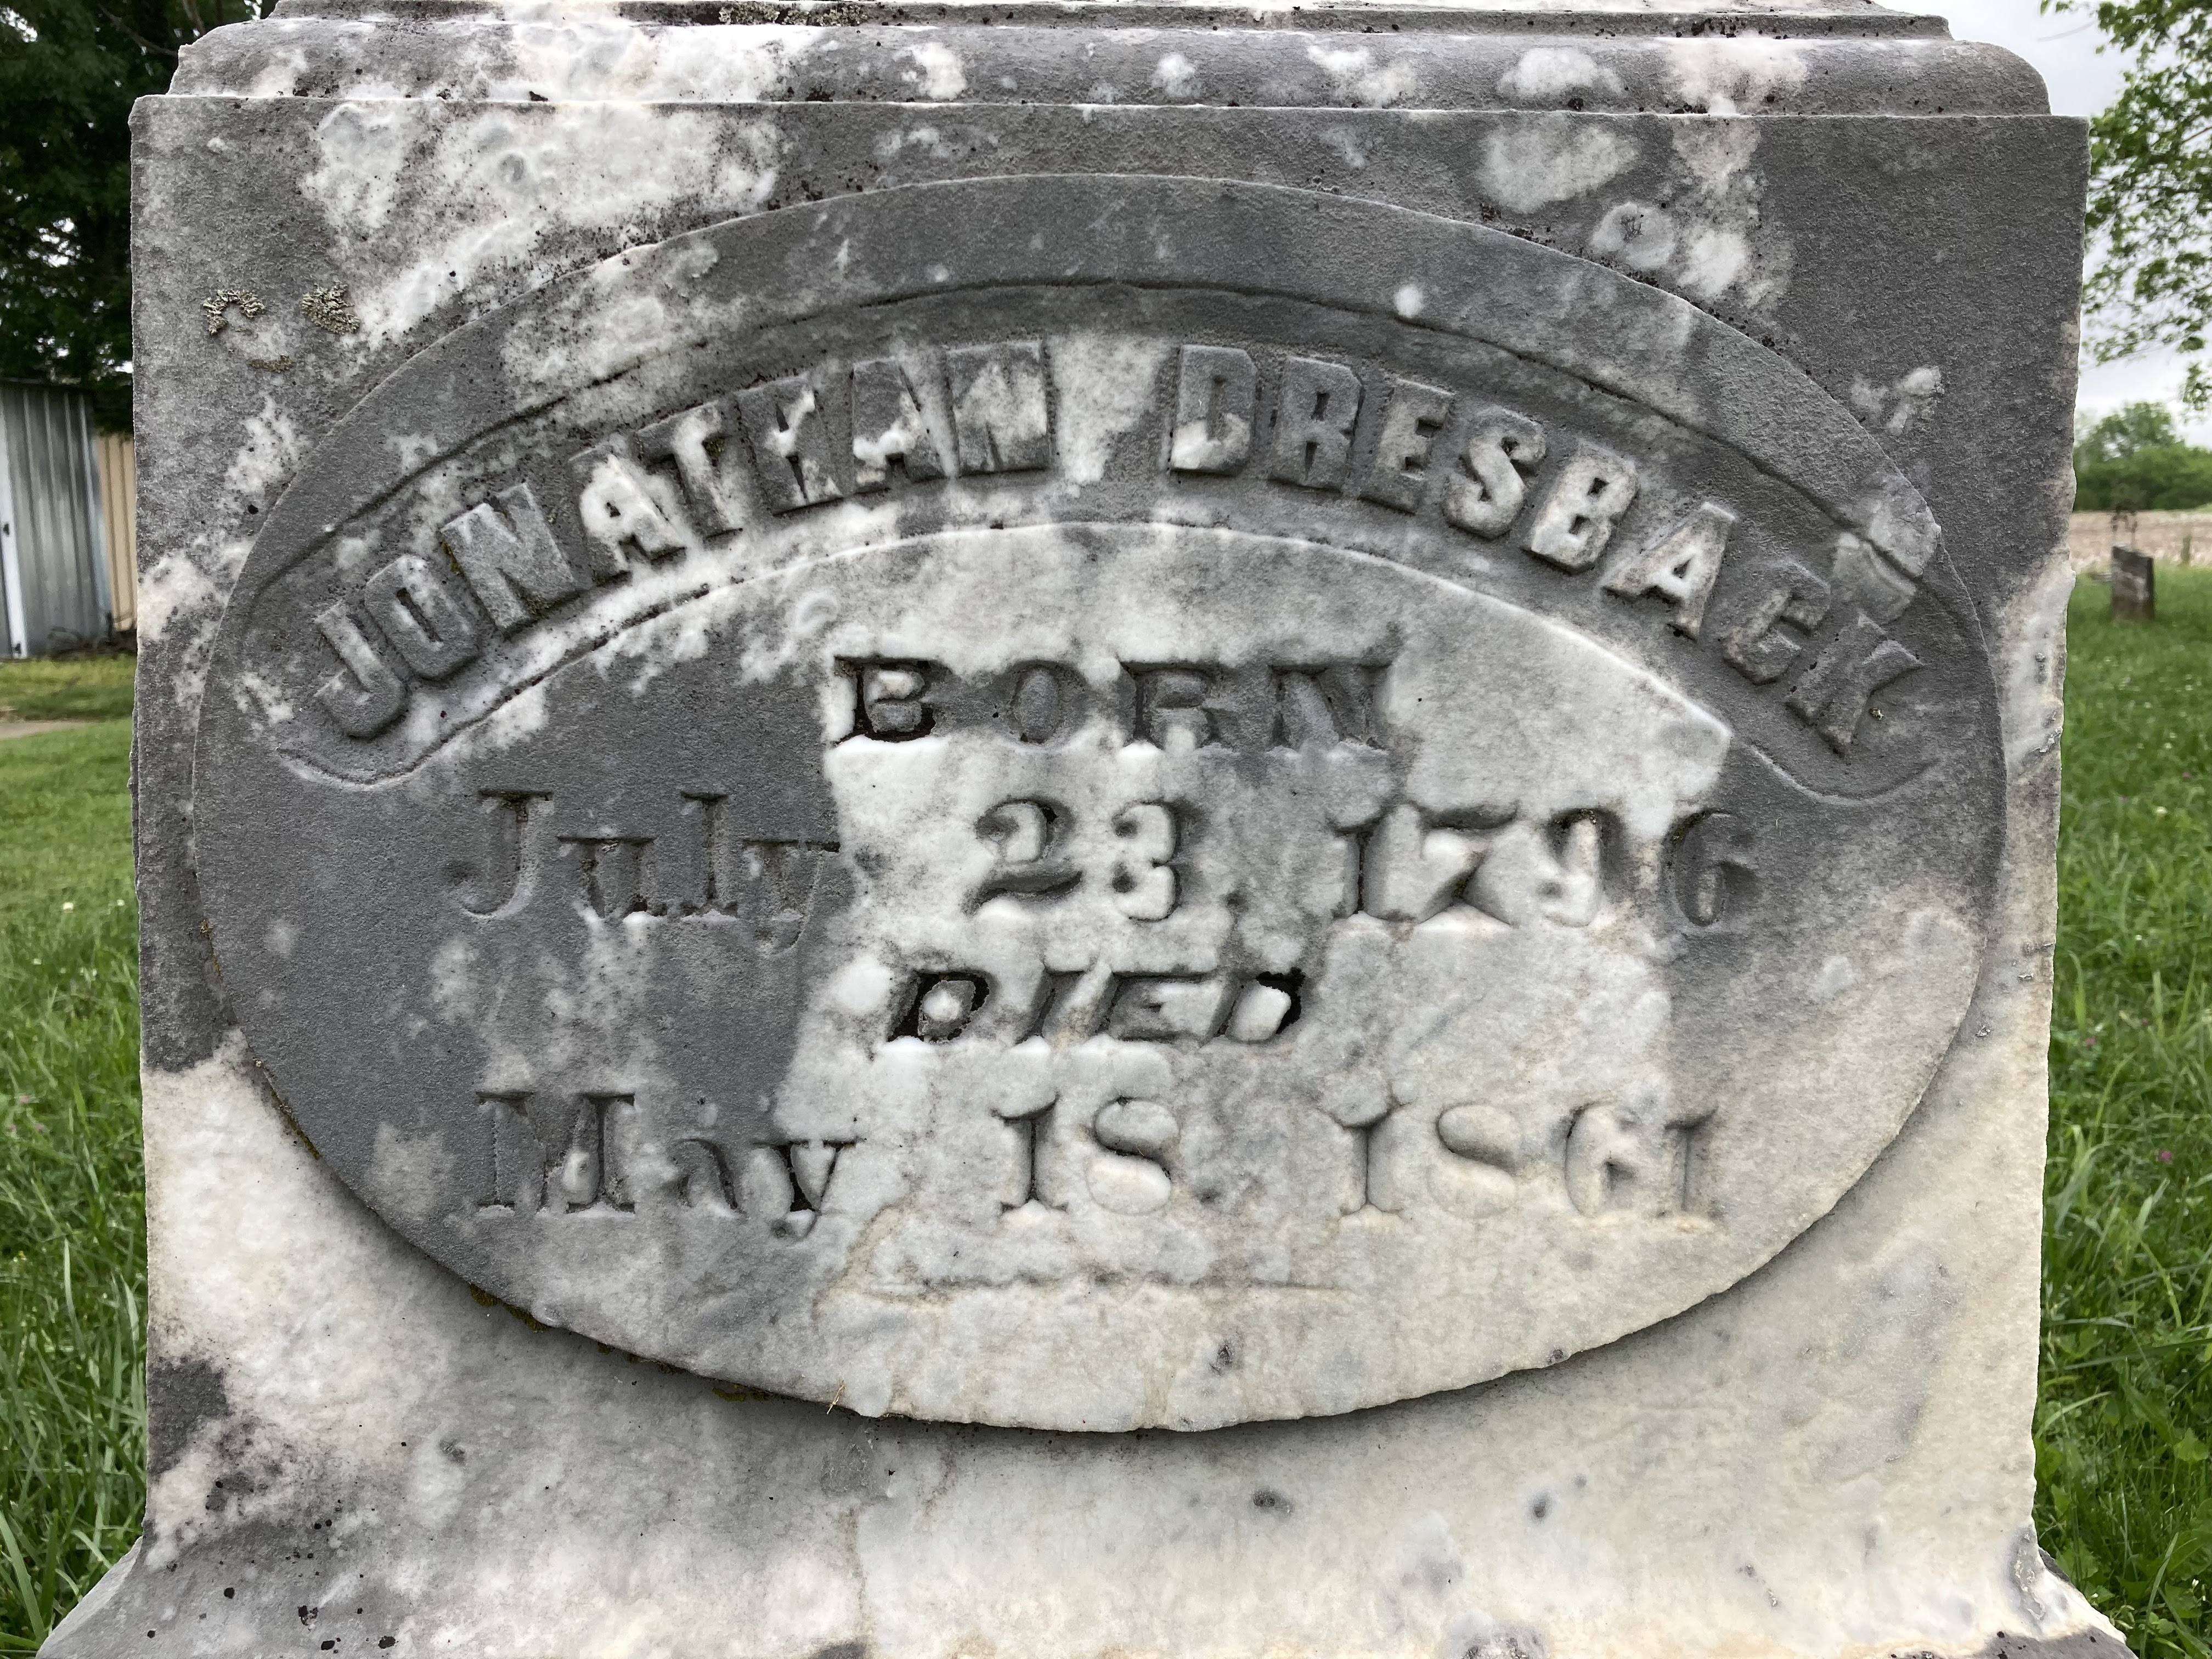 JONATHAN DRESBACK
BORN
July 23, 1796
DIED
May 18, 1861